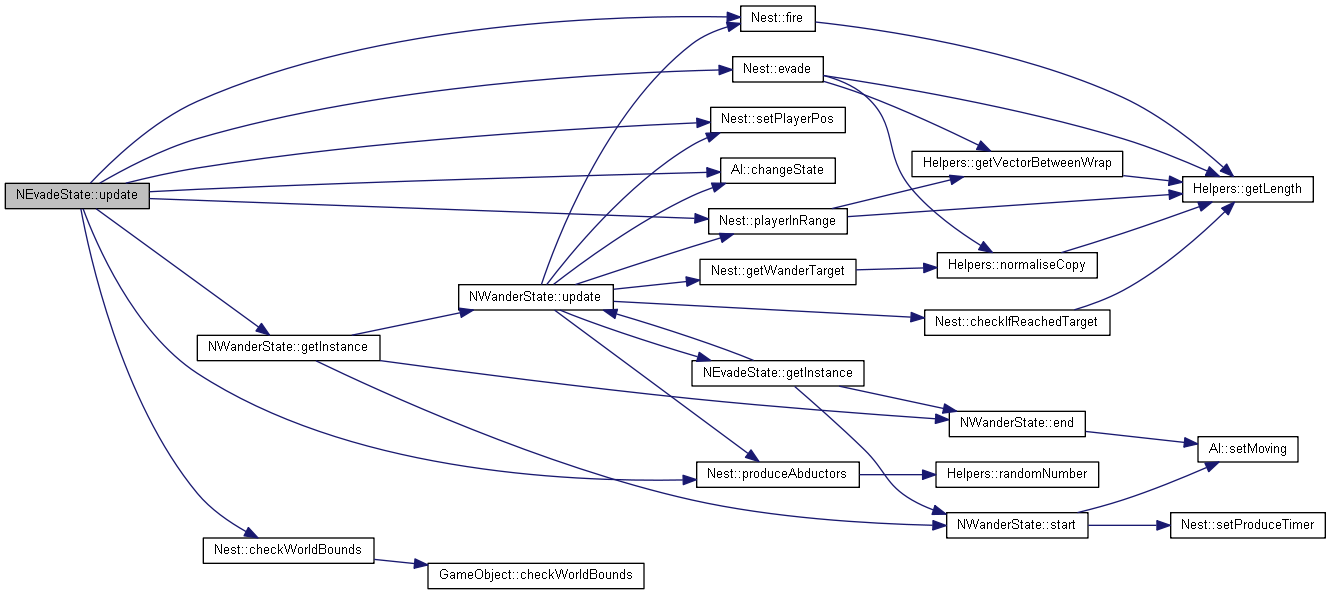 Nest::fire
Nest::evade
Nest::setPlayerPos
Helpers::getVectorBetweenWrap
AI::changeState
NEvadeState::update
Helpers::getLength
Nest::playerInRange
Nest::getWanderTarget
Helpers::normaliseCopy
NWanderState::update
Nest::checkIfReachedTarget
NWanderState::getInstance
NEvadeState::getInstance
NWanderState::end
AI::setMoving
Nest::produceAbductors
Helpers::randomNumber
NWanderState::start
Nest::setProduceTimer
Nest::checkWorldBounds
GameObject::checkWorldBounds